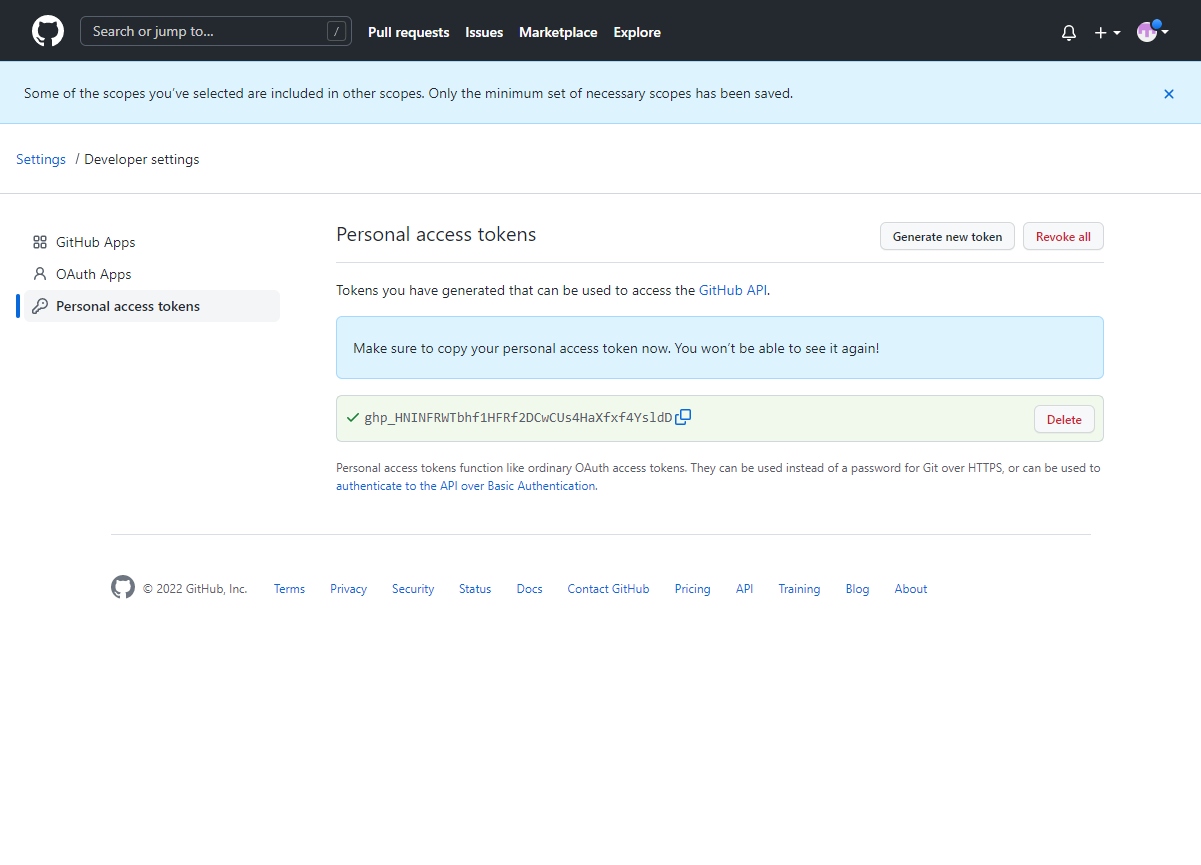 Search or jump to...
/
Pull requests
Issues
Marketplace
Explore
Some of the scopes you’ve selected are included in other scopes. Only the minimum set of necessary scopes has been saved.
Settings / Developer settings
GitHub Apps
OAuth Apps
Personal access tokens
Personal access tokens
Generate new token
Revoke all
Tokens you have generated that can be used to access the GitHub API.
Make sure to copy your personal access token now. You won’t be able to see it again!
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
Delete
Personal access tokens function like ordinary OAuth access tokens. They can be used instead of a password for Git over HTTPS, or can be used to
authenticate to the API over Basic Authentication.
© 2022 GitHub, Inc.
Terms
Privacy
Security
Status
Docs
Contact GitHub
Pricing
API
Training
Blog
About